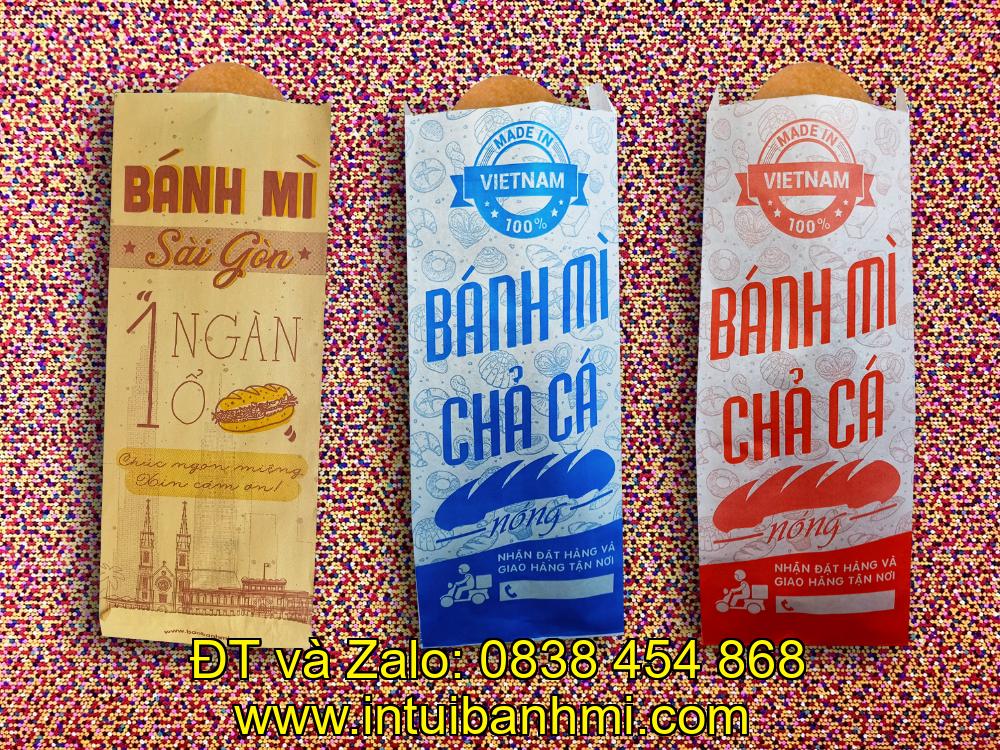 BÁNH MÌ
Sài Gòn
"1 NGÀN
Ổ"
Chúc ngon miệng
Xin cảm ơn!
MADE IN
VIETNAM
100%
BÁNH MÌ
CHẢ CÁ
nóng
NHẬN ĐẶT HÀNG VÀ
GIAO HÀNG TẬN NƠI
MADE IN
VIETNAM
100%
BÁNH MÌ
CHẢ CÁ
nóng
NHẬN ĐẶT HÀNG VÀ
GIAO HÀNG TẬN NƠI
ĐT và Zalo: 0838 454 868
www.intuibanhmi.com